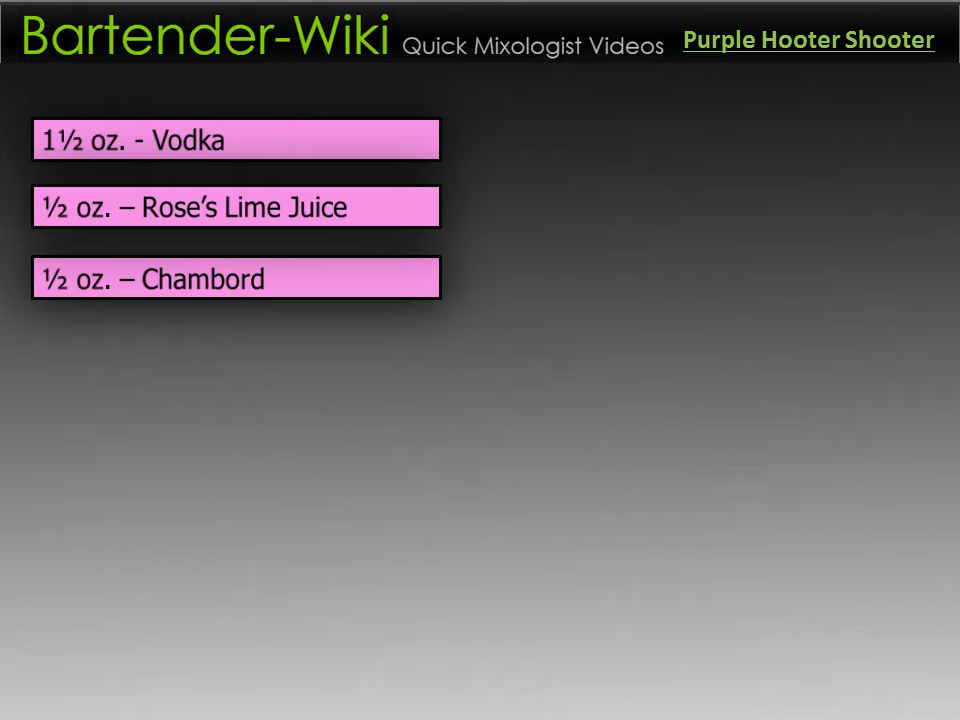 Bartender-Wiki Quick Mixologist Videos Purple Hooter Shooter
1½ oz. - Vodka
½ oz. – Rose’s Lime Juice
½ oz. – Chambord